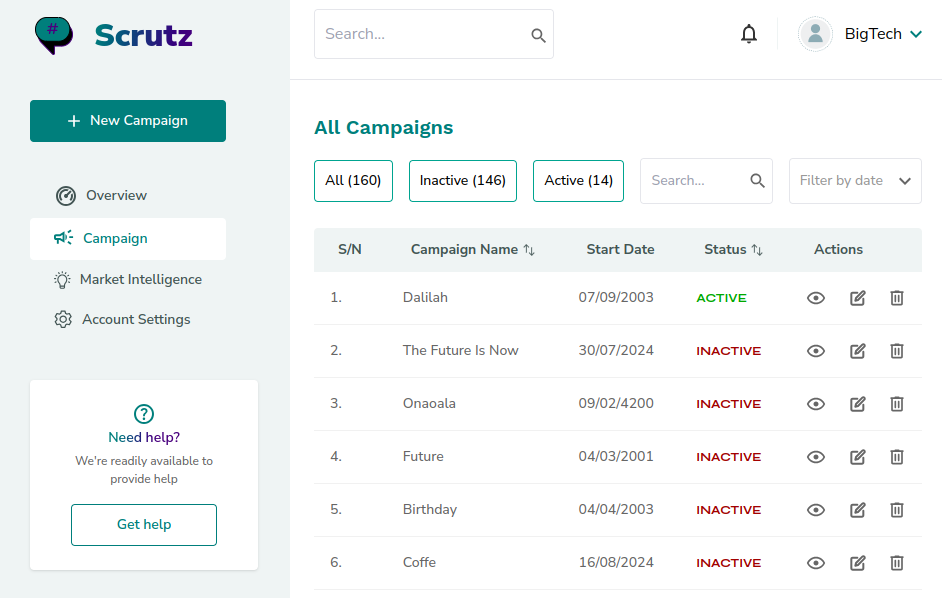 #
Scrutz
Search...
BigTech
+ New Campaign
Overview
Campaign
Market Intelligence
Account Settings
?
Need help?
We're readily available to
provide help
Get help
All Campaigns
All (160) Inactive (146) Active (14) Search... Filter by date
S/N Campaign Name Start Date Status Actions
1. Dalilah 07/09/2003 ACTIVE
2. The Future Is Now 30/07/2024 INACTIVE
3. Onaoala 09/02/4200 INACTIVE
4. Future 04/03/2001 INACTIVE
5. Birthday 04/04/2003 INACTIVE
6. Coffe 16/08/2024 INACTIVE